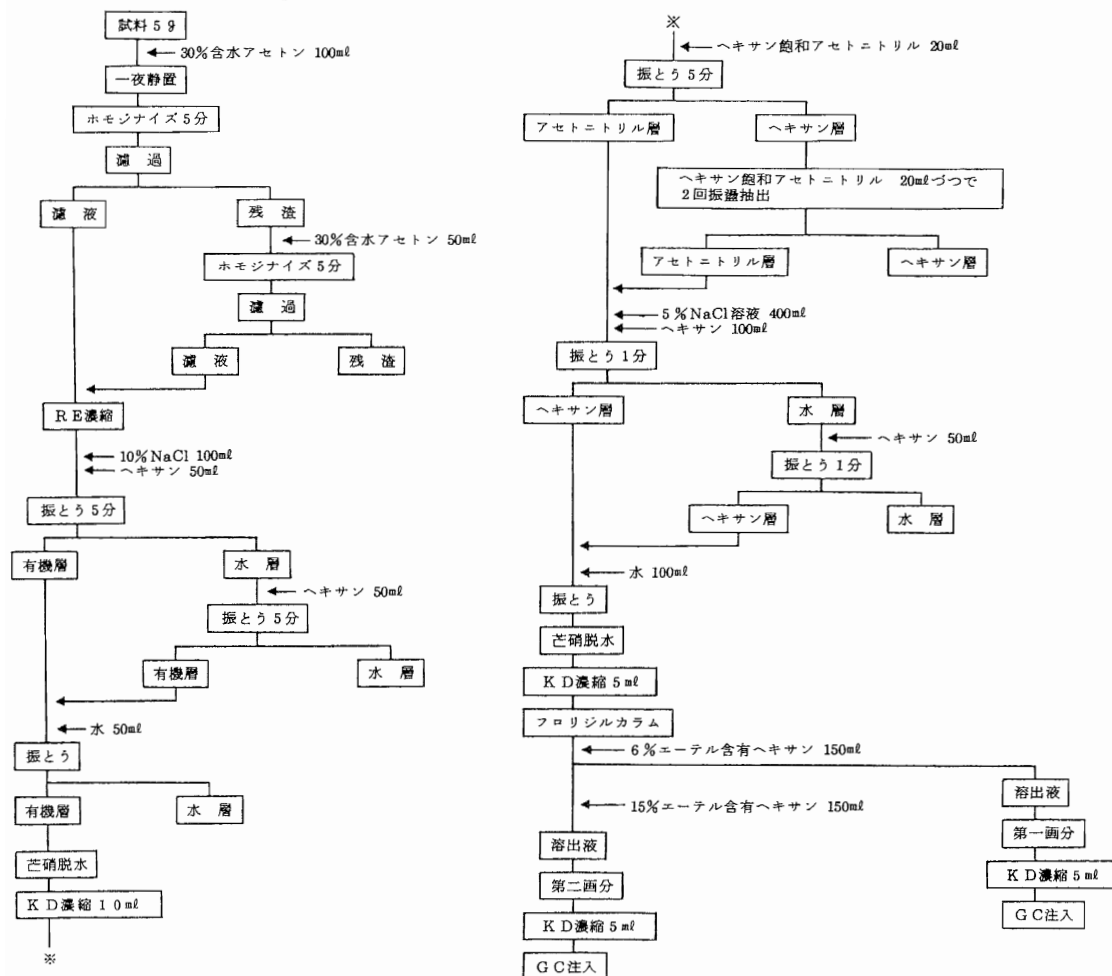 試料5g
30%含水アセトン 100ml
一夜静置
ホモジナイズ5分
濾過
濾液
残渣
30%含水アセトン 50ml
ホモジナイズ5分
濾過
濾液
残渣
RE濃縮
10%NaCl 100ml
ヘキサン 50ml
振とう5分
有機層
水層
ヘキサン 50ml
振とう5分
有機層
水層
水 50ml
振とう
有機層
水層
芒硝脱水
KD濃縮10ml
※
※
ヘキサン飽和アセトニトリル 20ml
振とう5分
アセトニトリル層
ヘキサン層
ヘキサン飽和アセトニトリル 20mlづつで
2回振盪抽出
アセトニトリル層
ヘキサン層
5%NaCl溶液 400ml
ヘキサン 100ml
振とう1分
ヘキサン層
水層
ヘキサン 50ml
振とう1分
ヘキサン層
水層
水 100ml
振とう
芒硝脱水
KD濃縮5ml
フロリジルカラム
6%エーテル含有ヘキサン 150ml
15%エーテル含有ヘキサン 150ml
溶出液
第二画分
KD濃縮5ml
GC注入
溶出液
第一画分
KD濃縮5ml
GC注入